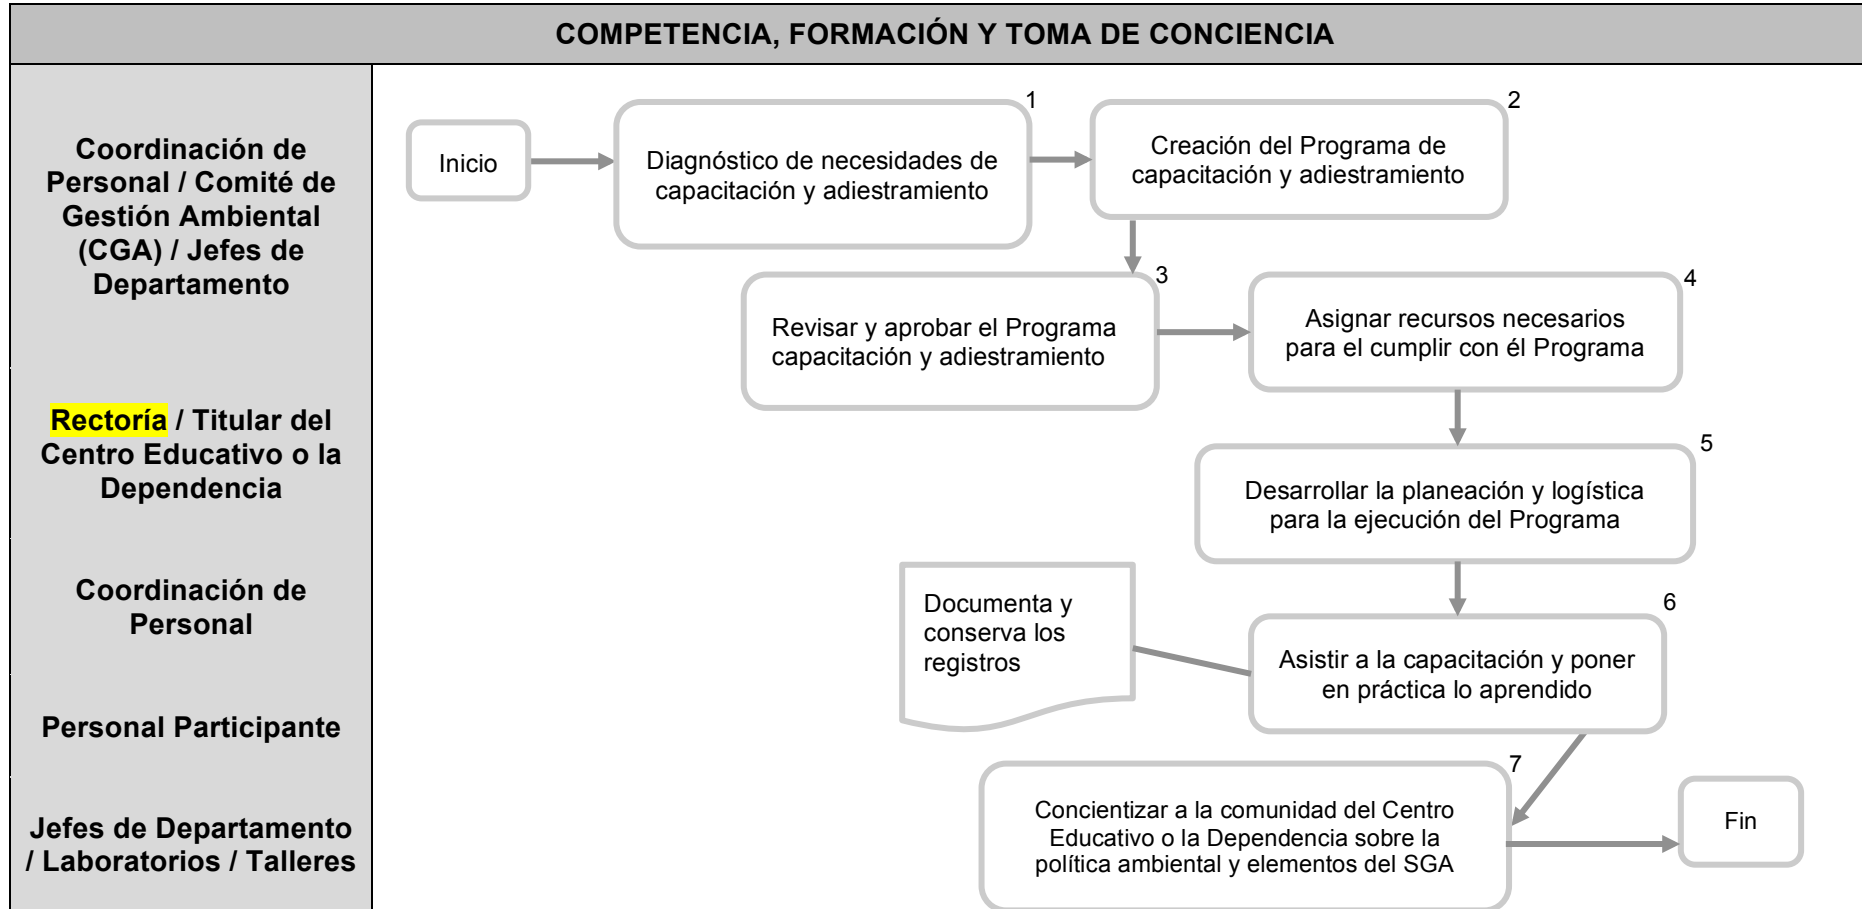 COMPETENCIA, FORMACIÓN Y TOMA DE CONCIENCIA
Coordinación de
Personal / Comité de
Gestión Ambiental
(CGA) / Jefes de
Departamento
Inicio
1
Diagnóstico de necesidades de
capacitación y adiestramiento
2
Creación del Programa de
capacitación y adiestramiento
3
Revisar y aprobar el Programa
capacitación y adiestramiento
4
Asignar recursos necesarios
para el cumplir con él Programa
Rectoría / Titular del
Centro Educativo o la
Dependencia
5
Desarrollar la planeación y logística
para la ejecución del Programa
Coordinación de
Personal
Documenta y
conserva los
registros
6
Asistir a la capacitación y poner
en práctica lo aprendido
Personal Participante
Jefes de Departamento
/ Laboratorios / Talleres
7
Concientizar a la comunidad del Centro
Educativo o la Dependencia sobre la
política ambiental y elementos del SGA
Fin